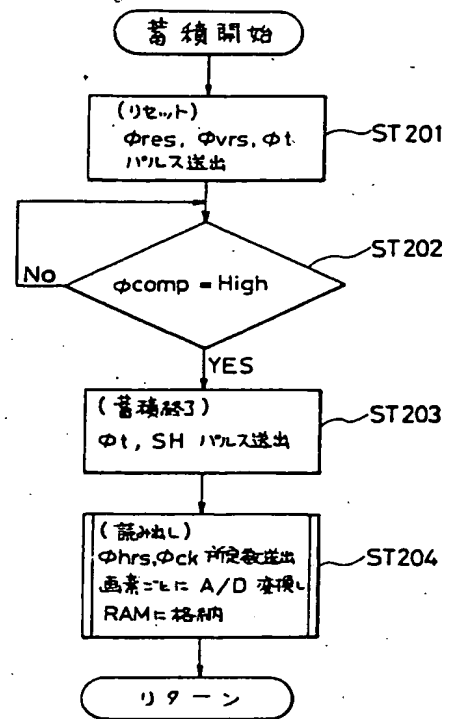 蓄積開始
(リセット)
φres, φvrs, φt
パルス送出
ST201
φcomp = High
ST202
No
YES
(蓄積終了)
φt, SH パルス送出
ST203
(読み出し)
φhrs,φck 所定数送出
画素ごとに A/D 変換し
RAMに格納
ST204
リターン